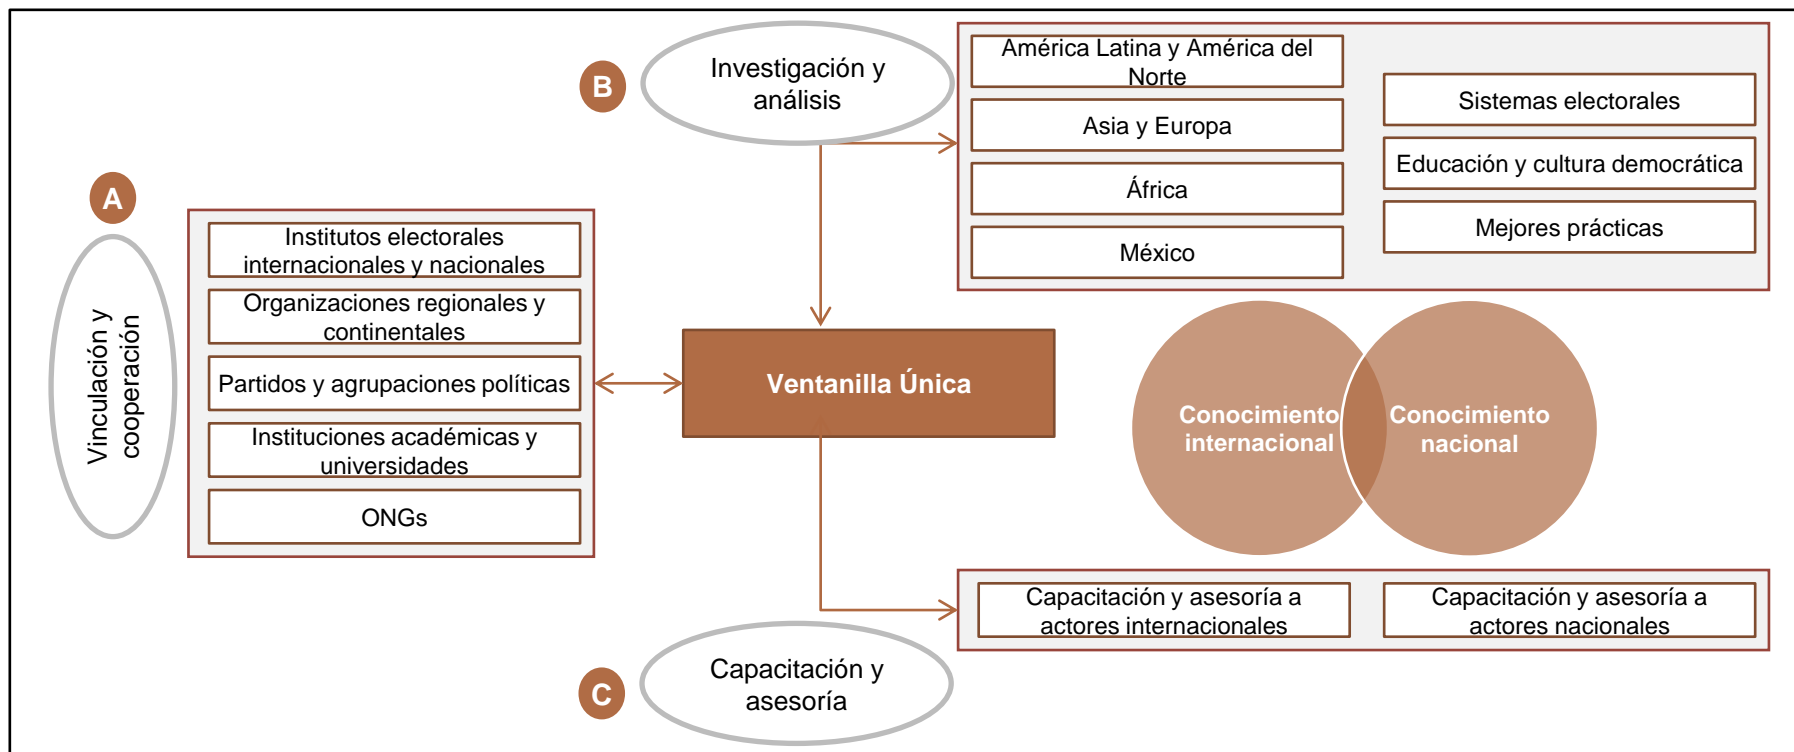 A
Vinculación y
cooperación
Institutos electorales
internacionales y nacionales
Organizaciones regionales y
continentales
Partidos y agrupaciones políticas
Instituciones académicas y
universidades
ONGs
B
Investigación y
análisis
América Latina y América del
Norte
Asia y Europa
África
México
Sistemas electorales
Educación y cultura democrática
Mejores prácticas
Ventanilla Única
Conocimiento
internacional
Conocimiento
nacional
C
Capacitación y
asesoría
Capacitación y asesoría a
actores internacionales
Capacitación y asesoría a
actores nacionales